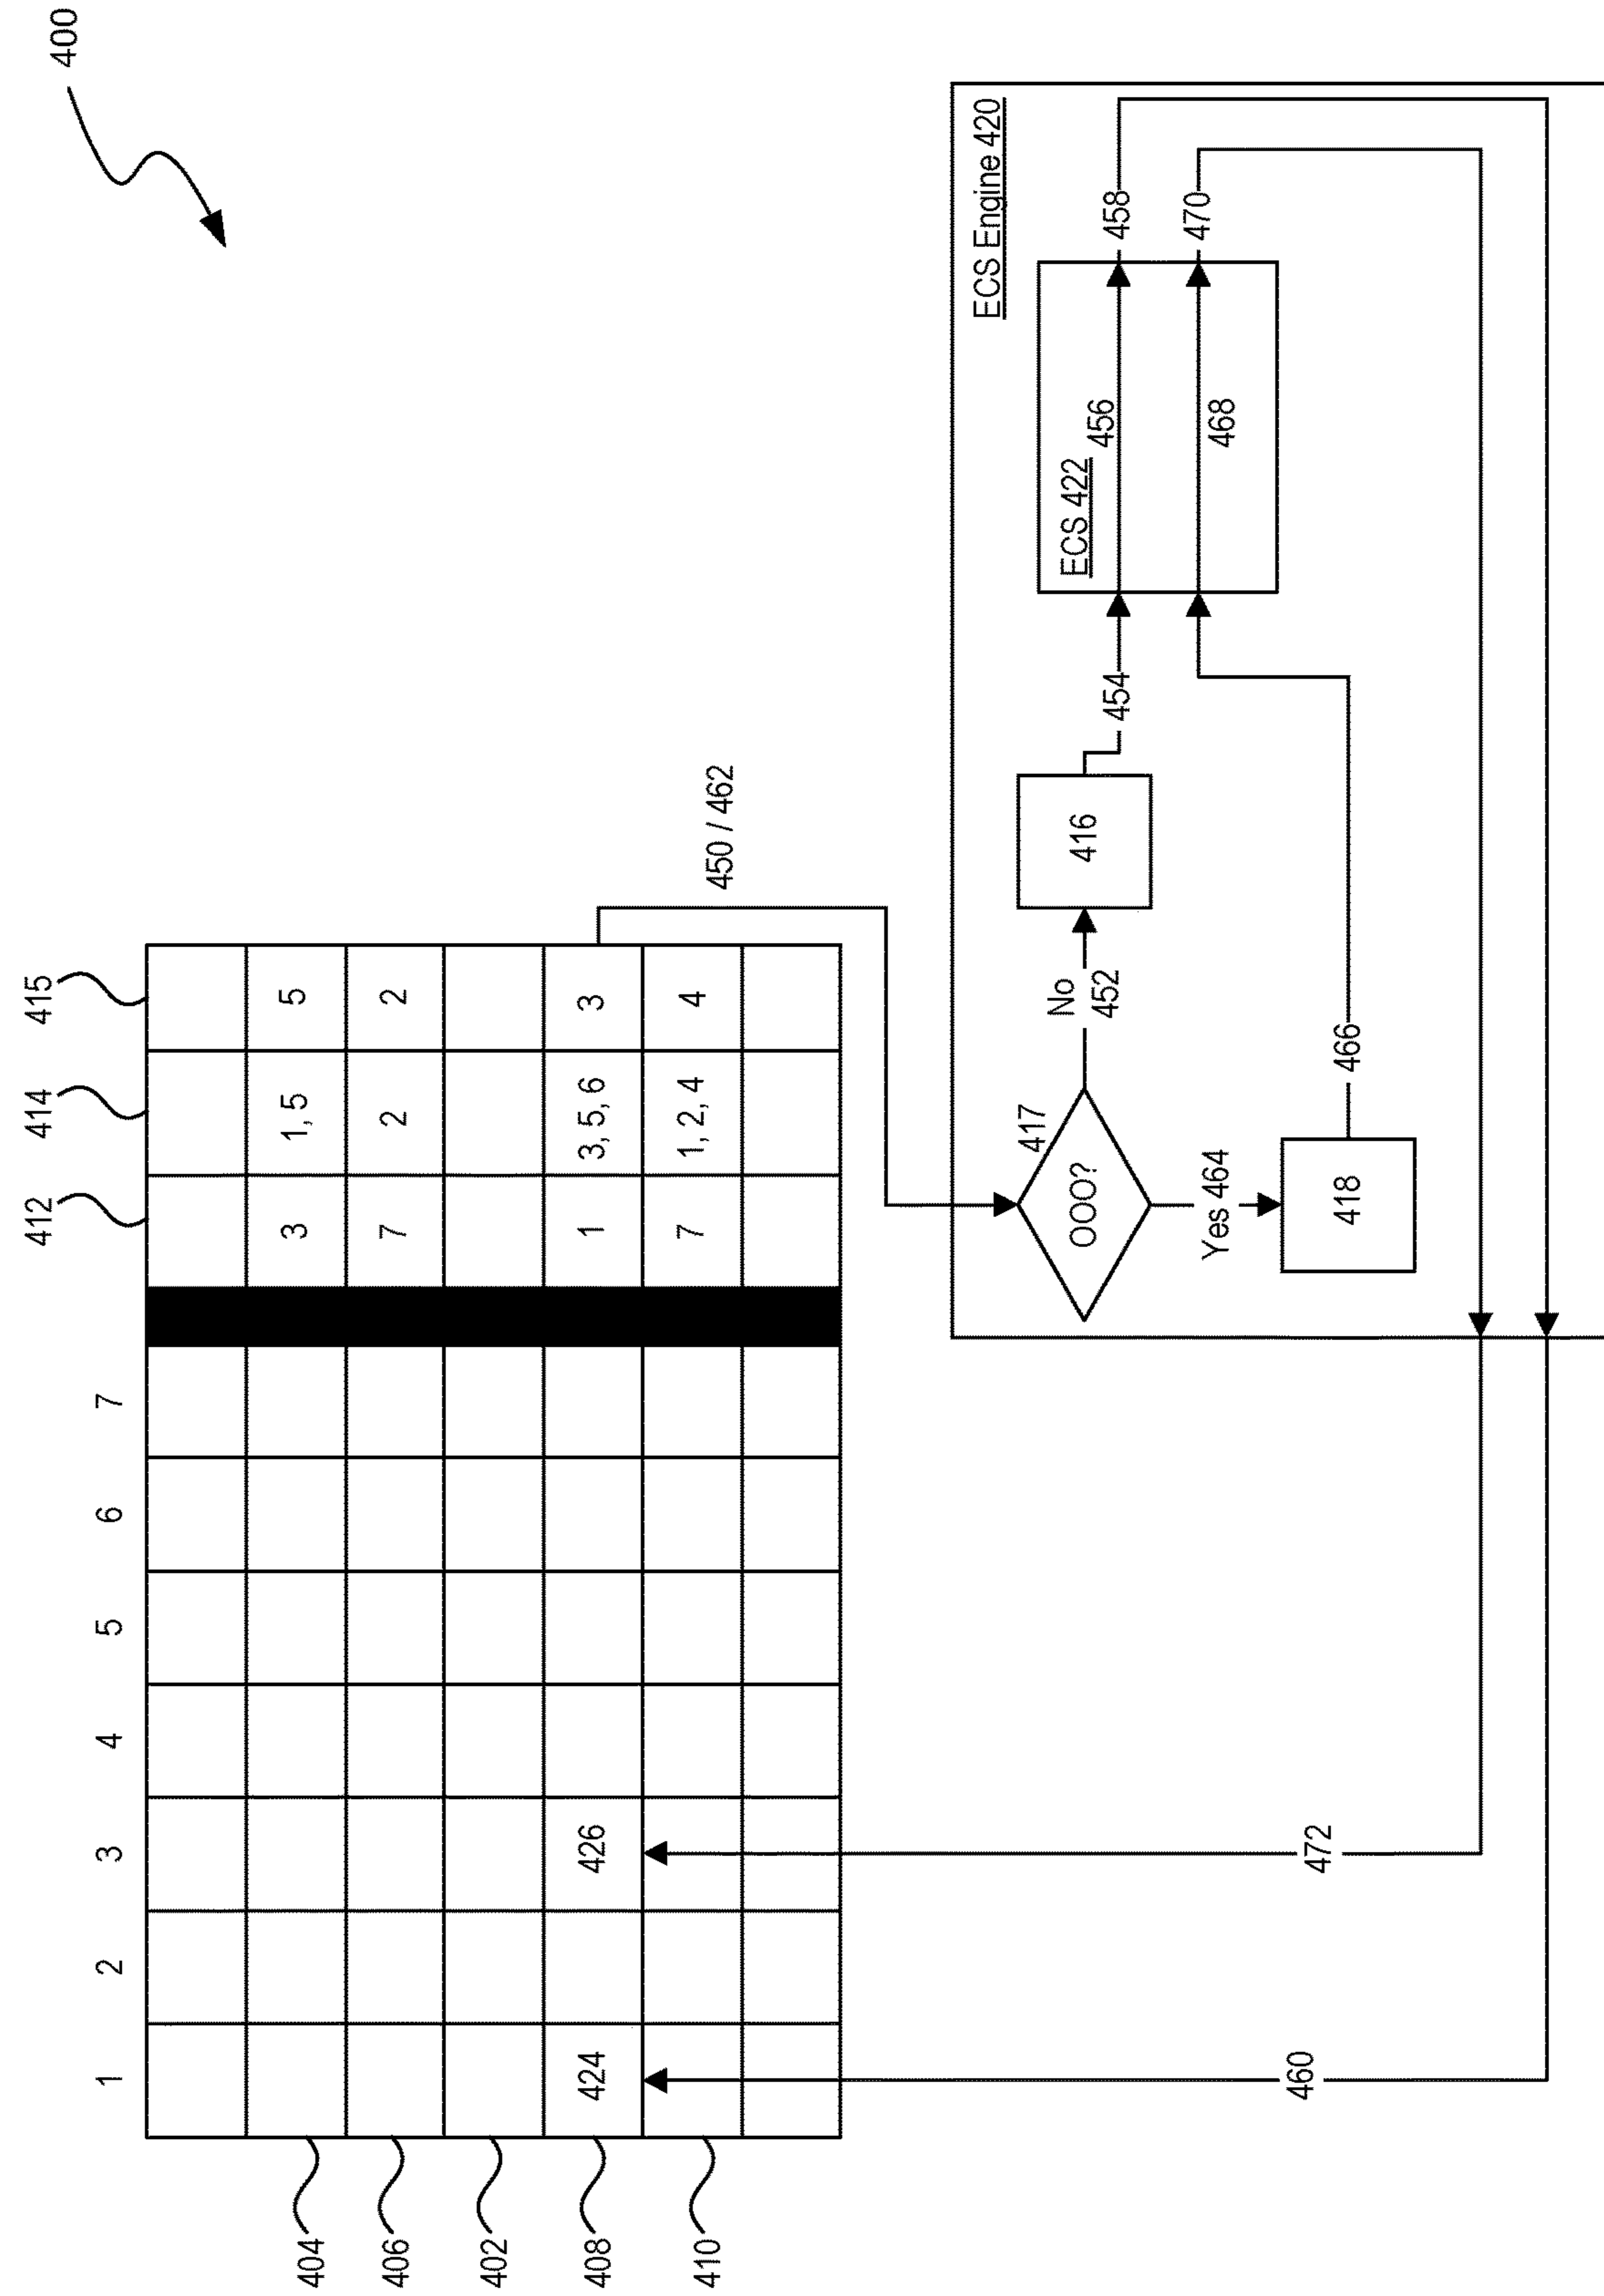 400
412 414 415
1 2 3 4 5 6 7
404 3 1, 5 5
406 7 2 2
402
408 424 426 1 3, 5, 6 3
410 7 1, 2, 4 4
450 / 462
ECS Engine 420
ECS 422
417
OOO?
No
452
416
454
456
458
Yes 464
418
466
468
470
472
460